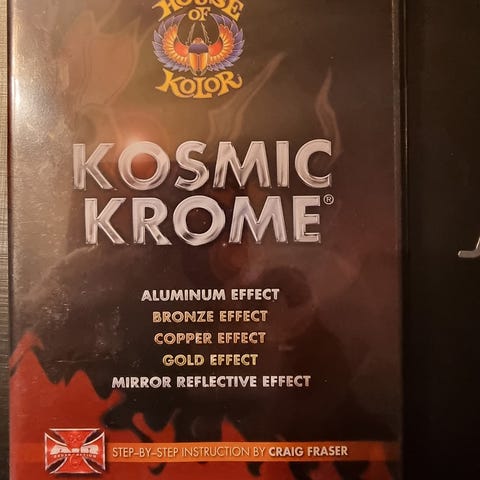 HOUSE
OF
KOLOR
KOSMIC
KROME®
ALUMINUM EFFECT
BRONZE EFFECT
COPPER EFFECT
GOLD EFFECT
MIRROR REFLECTIVE EFFECT
STEP-BY-STEP INSTRUCTION BY CRAIG FRASER